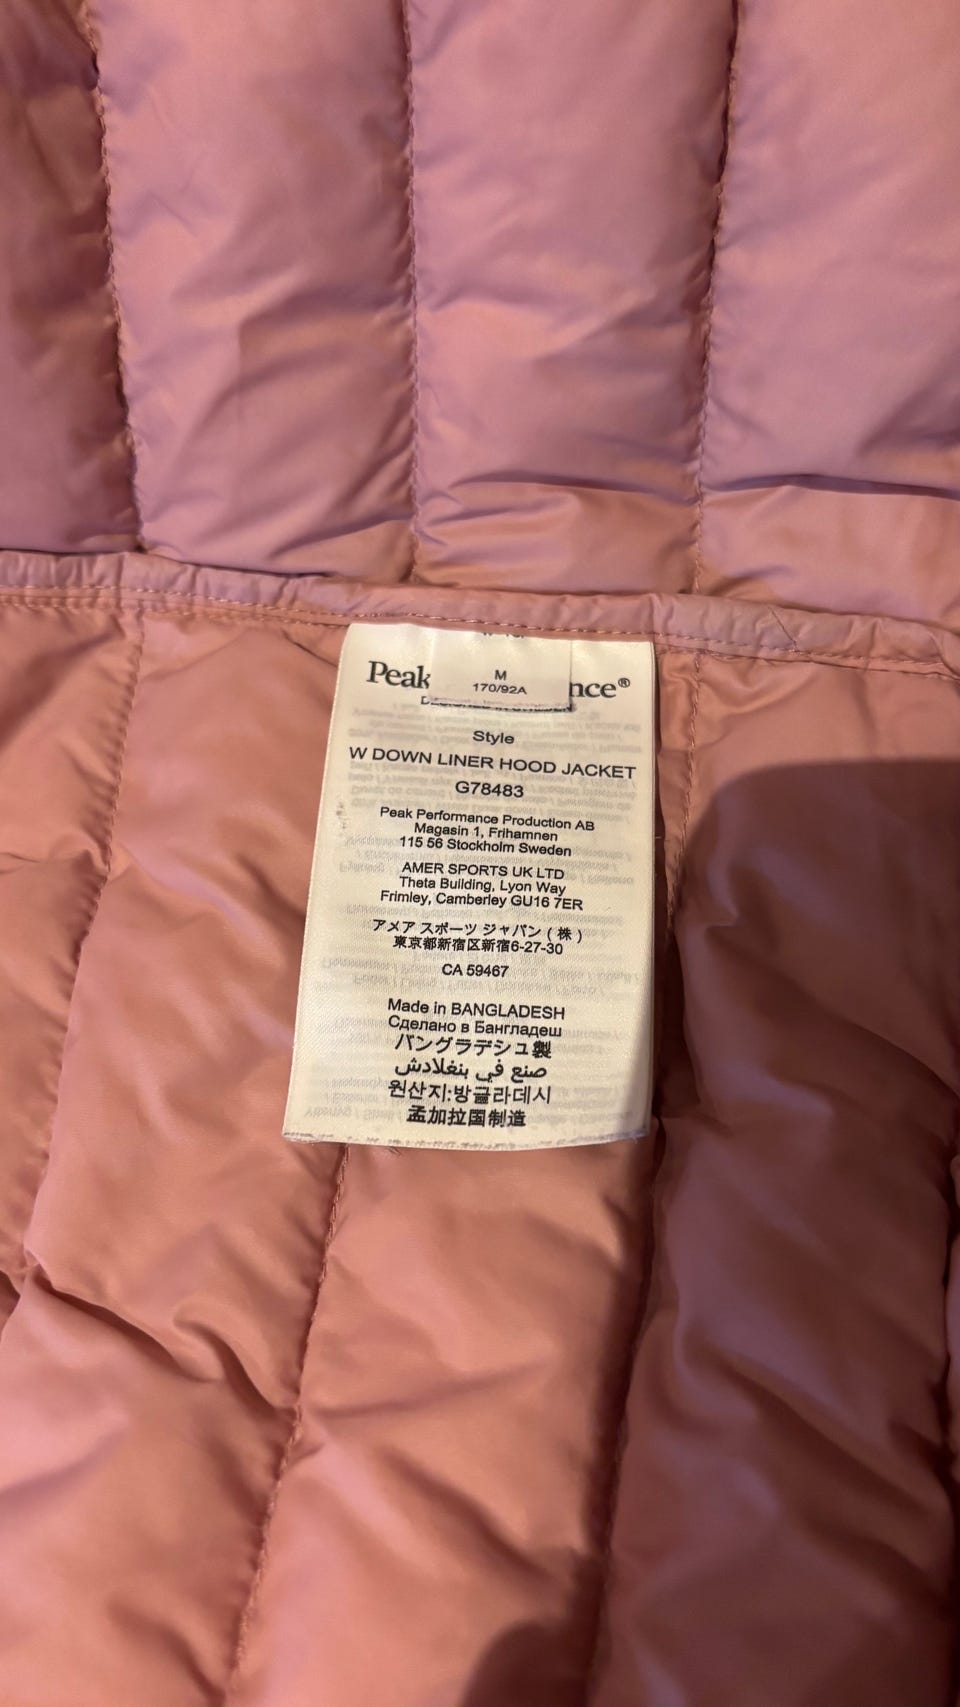 M
170/92A
Peak
nce®
Style
W DOWN LINER HOOD JACKET
G78483
Peak Performance Production AB
Magasin 1, Frihamnen
115 56 Stockholm Sweden
AMER SPORTS UK LTD
Theta Building, Lyon Way
Frimley, Camberley GU16 7ER
アメア スポーツ ジャパン ( 株 )
東京都新宿区新宿6-27-30
CA 59467
Made in BANGLADESH
Сделано в Бангладеш
バングラデシュ製
صنع في بنغلادش
원산지:방글라데시
孟加拉国制造